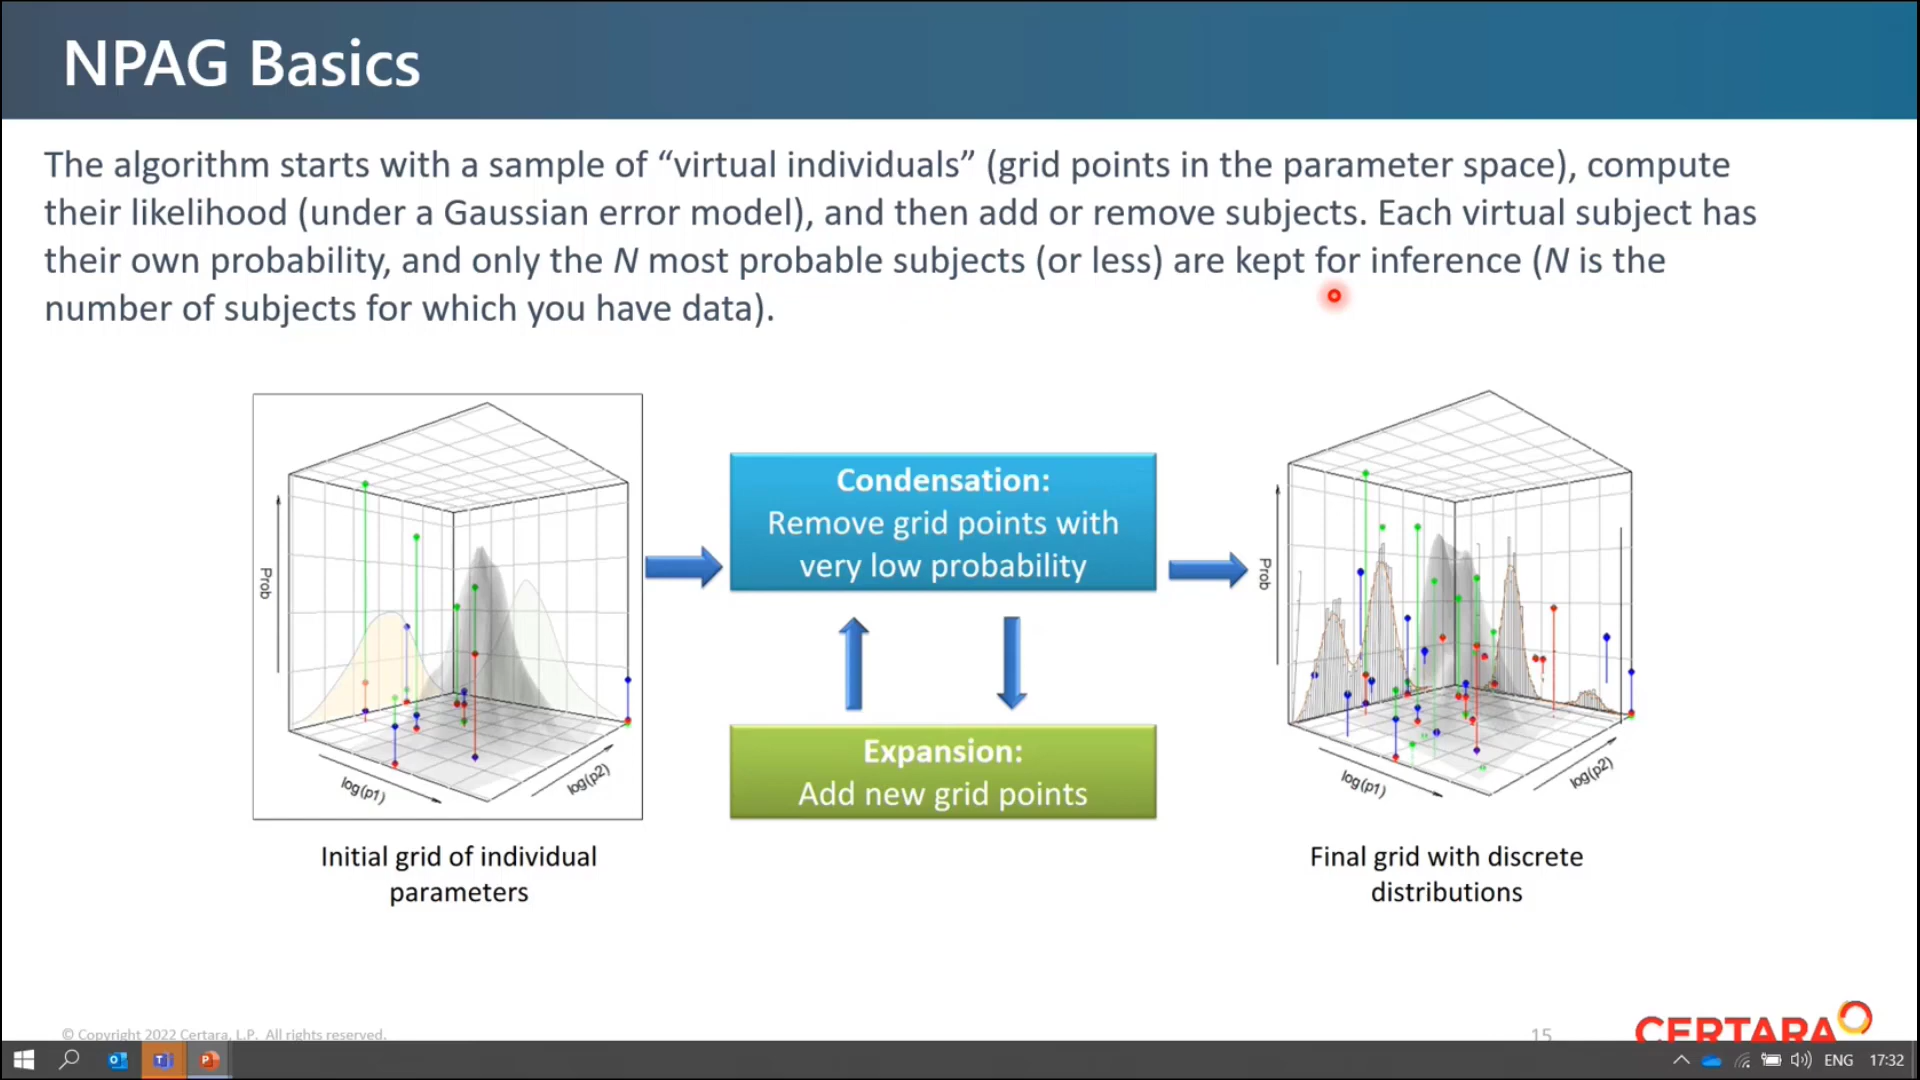 NPAG Basics
The algorithm starts with a sample of “virtual individuals” (grid points in the parameter space), compute
their likelihood (under a Gaussian error model), and then add or remove subjects. Each virtual subject has
their own probability, and only the N most probable subjects (or less) are kept for inference (N is the
number of subjects for which you have data).
Prob
log(p1)
log(p2)
Initial grid of individual
parameters
Condensation:
Remove grid points with
very low probability
Expansion:
Add new grid points
Prob
log(p1)
log(p2)
Final grid with discrete
distributions
© Copyright 2022 Certara, L.P. All rights reserved.
15
CERTARA
ENG
17:32